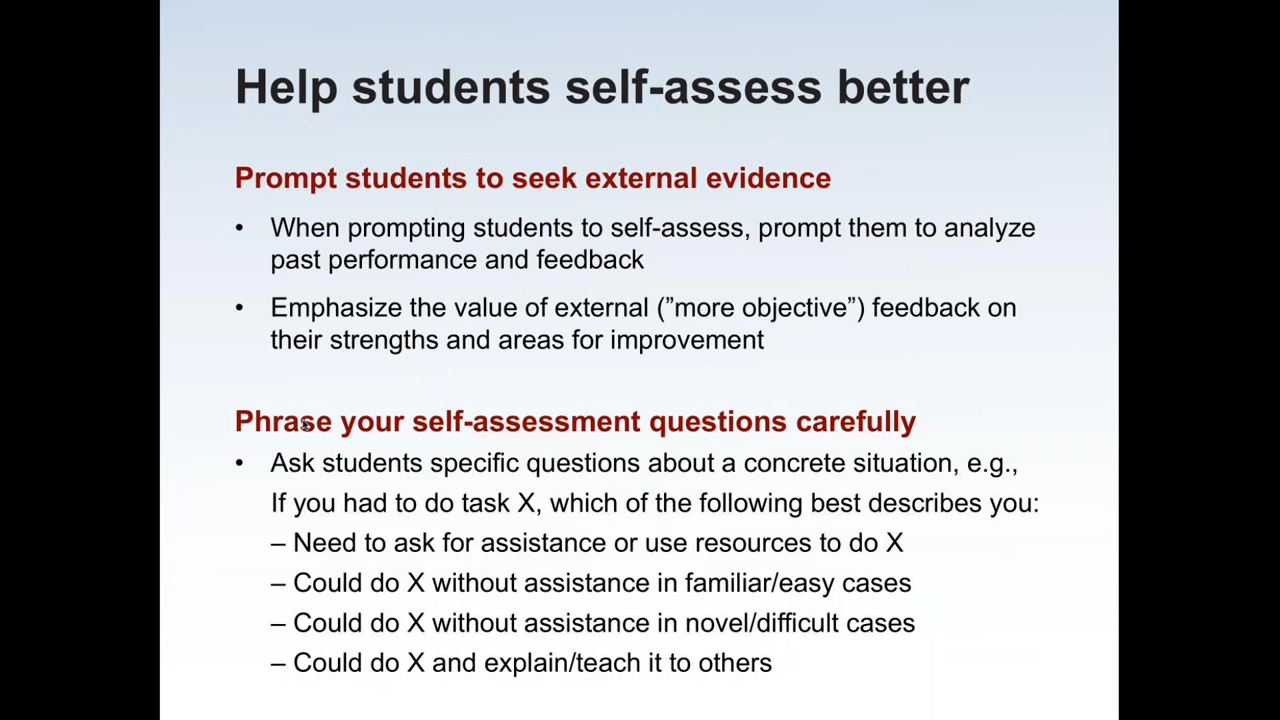 Help students self-assess better
Prompt students to seek external evidence
• When prompting students to self-assess, prompt them to analyze
past performance and feedback
• Emphasize the value of external (”more objective”) feedback on
their strengths and areas for improvement
Phrase your self-assessment questions carefully
• Ask students specific questions about a concrete situation, e.g.,
If you had to do task X, which of the following best describes you:
– Need to ask for assistance or use resources to do X
– Could do X without assistance in familiar/easy cases
– Could do X without assistance in novel/difficult cases
– Could do X and explain/teach it to others